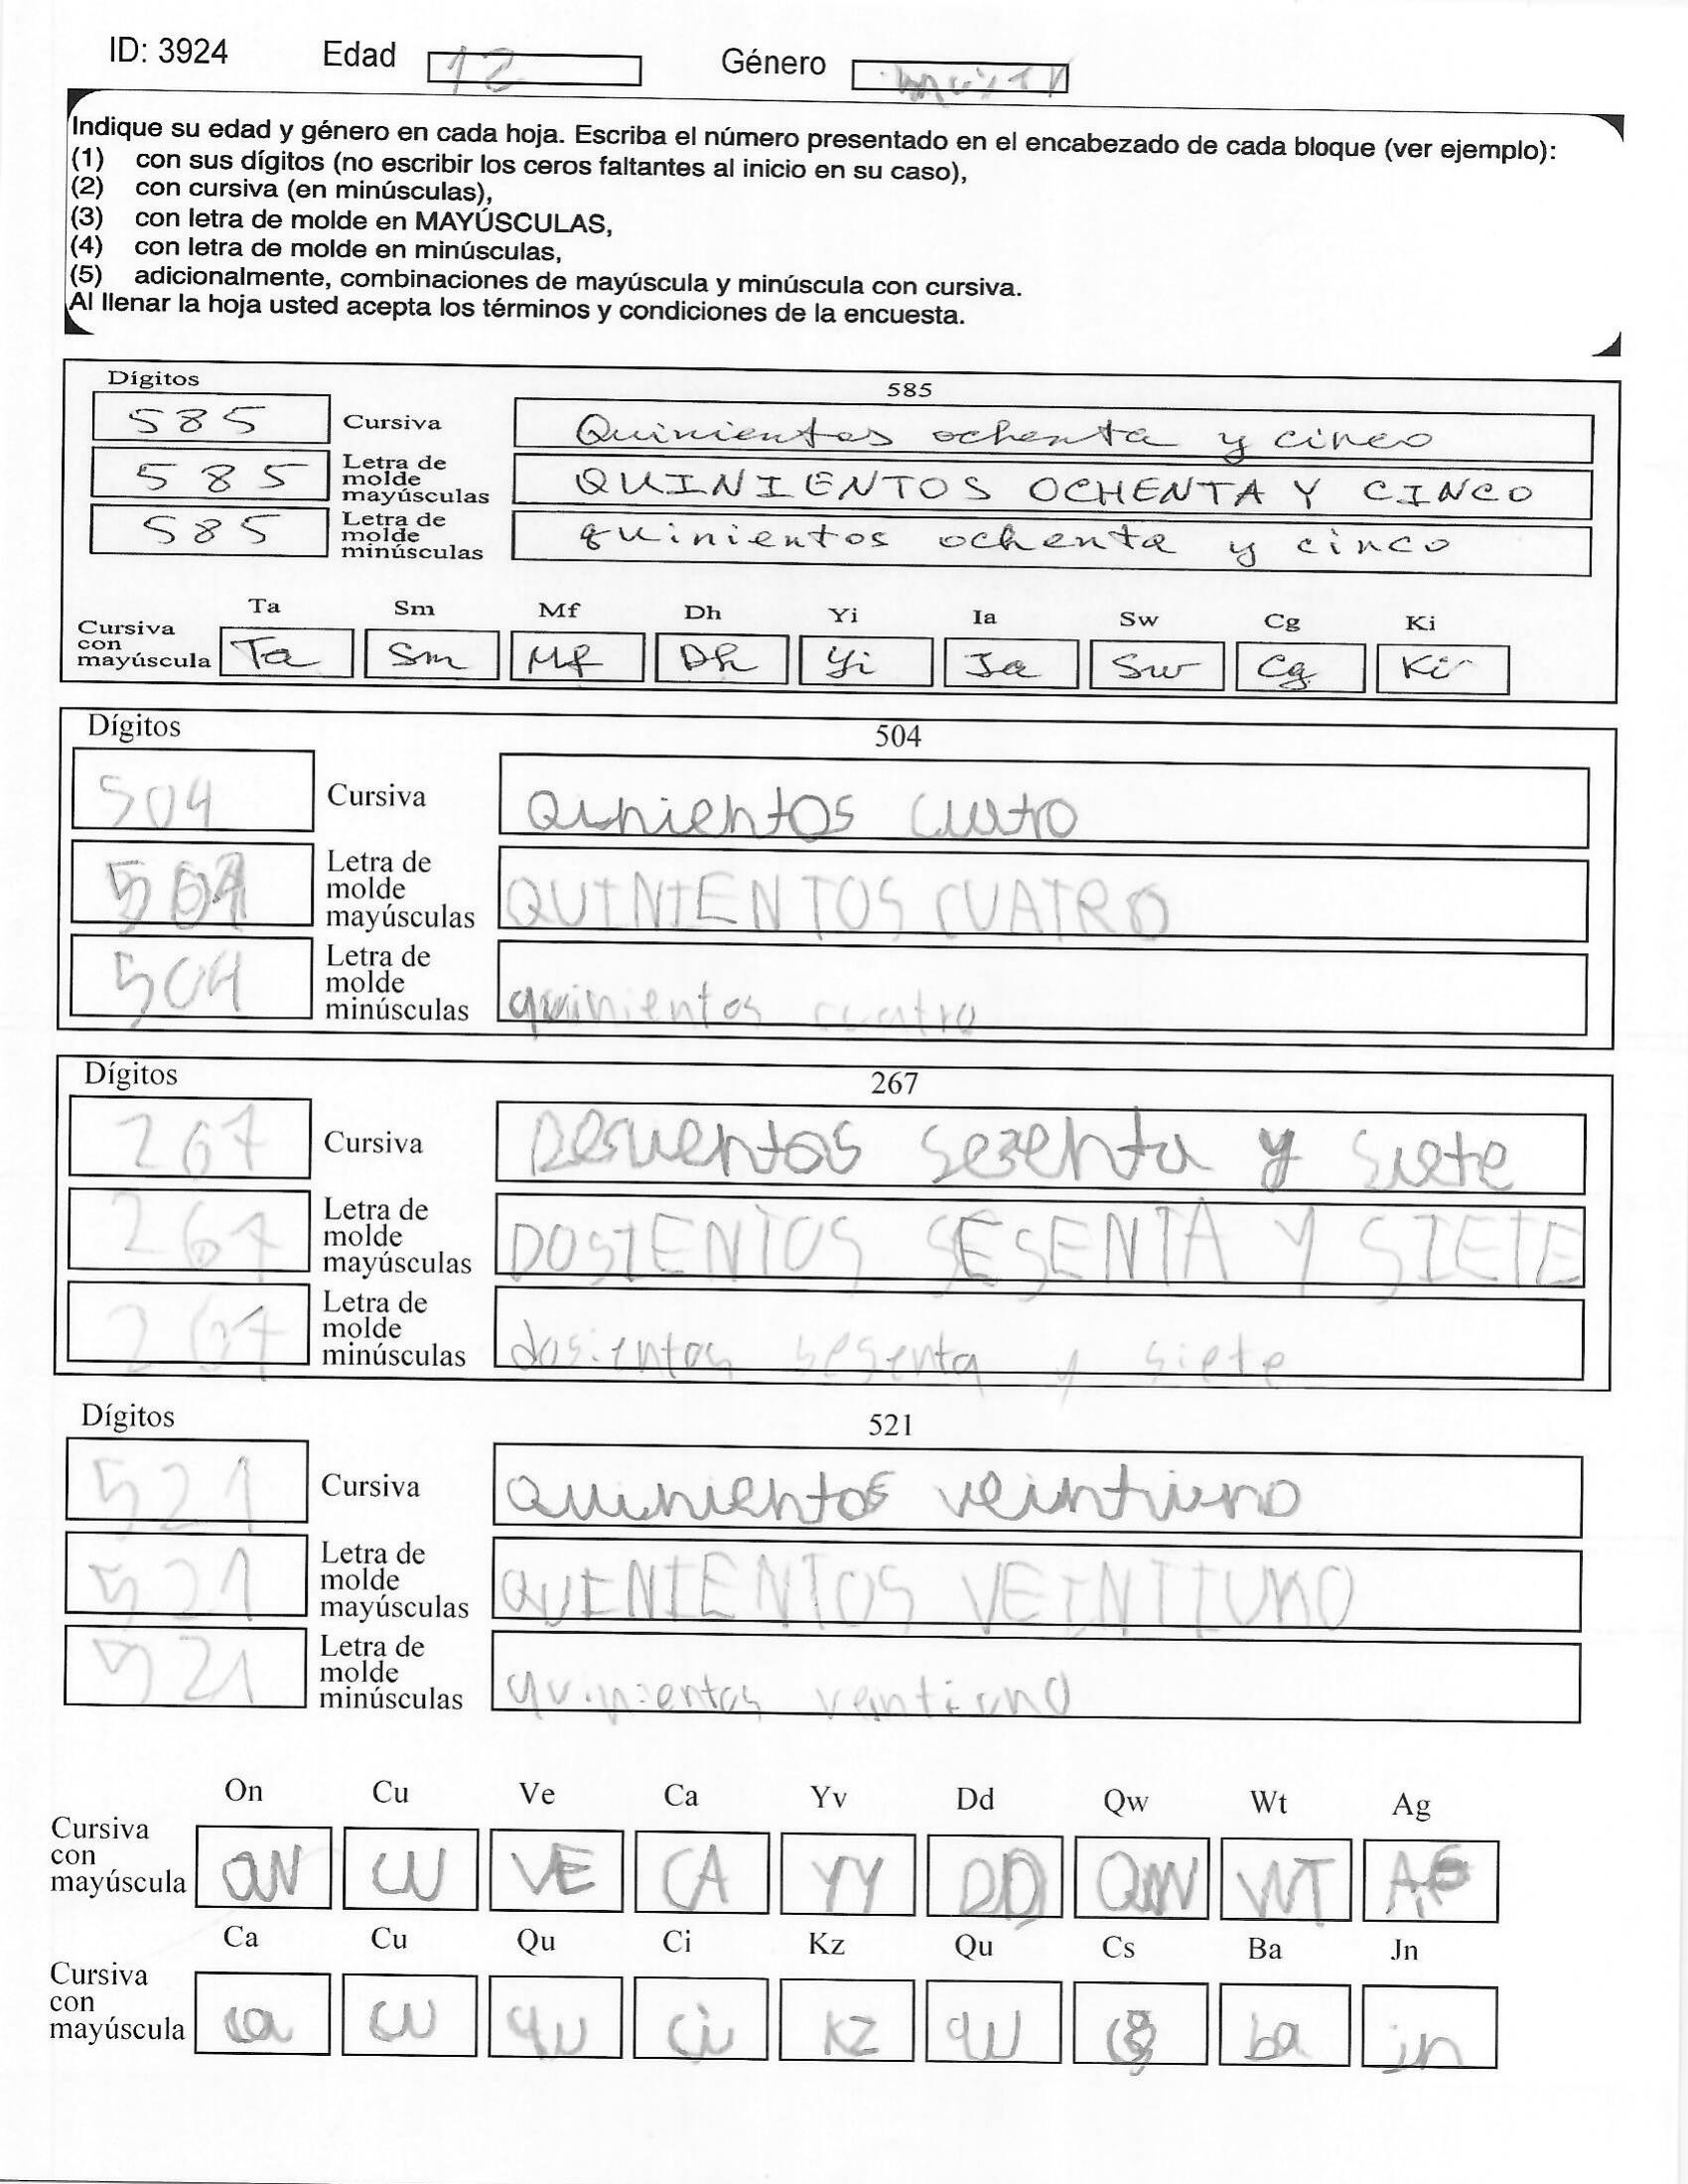 ID: 3924 Edad 12 Género
Indique su edad y género en cada hoja. Escriba el número presentado en el encabezado de cada bloque (ver ejemplo):
(1) con sus dígitos (no escribir los ceros faltantes al inicio en su caso),
(2) con cursiva (en minúsculas),
(3) con letra de molde en MAYÚSCULAS,
(4) con letra de molde en minúsculas,
(5) adicionalmente, combinaciones de mayúscula y minúscula con cursiva.
Al llenar la hoja usted acepta los términos y condiciones de la encuesta.
Dígitos 585
585 Cursiva Quinientos ochenta y cinco
585 Letra de molde mayúsculas QUINIENTOS OCHENTA Y CINCO
585 Letra de molde minúsculas quinientos ochenta y cinco
Ta Sm Mf Dh Yi Ia Sw Cg Ki
Cursiva con mayúscula Ta Sm Mf Dh Yi Ia Sw Cg Ki
Dígitos 504
504 Cursiva Qunientos cuatro
504 Letra de molde mayúsculas QUINIENTOS CUATRO
504 Letra de molde minúsculas quinientos cuatro
Dígitos 267
267 Cursiva sesenta y siete
267 Letra de molde mayúsculas DOSIENTOS SESENTA Y SIETE
267 Letra de molde minúsculas dosientos sesenta y siete
Dígitos 521
521 Cursiva Quinientos veintiuno
521 Letra de molde mayúsculas QUINIENTOS VEINTIUNO
521 Letra de molde minúsculas quinientos veintiuno
On Cu Ve Ca Yv Dd Qw Wt Ag
Cursiva con mayúscula ON CU VE CA YY DD QW WT
Ca Cu Qu Ci Kz Qu Cs Ba Jn
Cursiva con mayúscula ca cu qu ci KZ qu ba jn